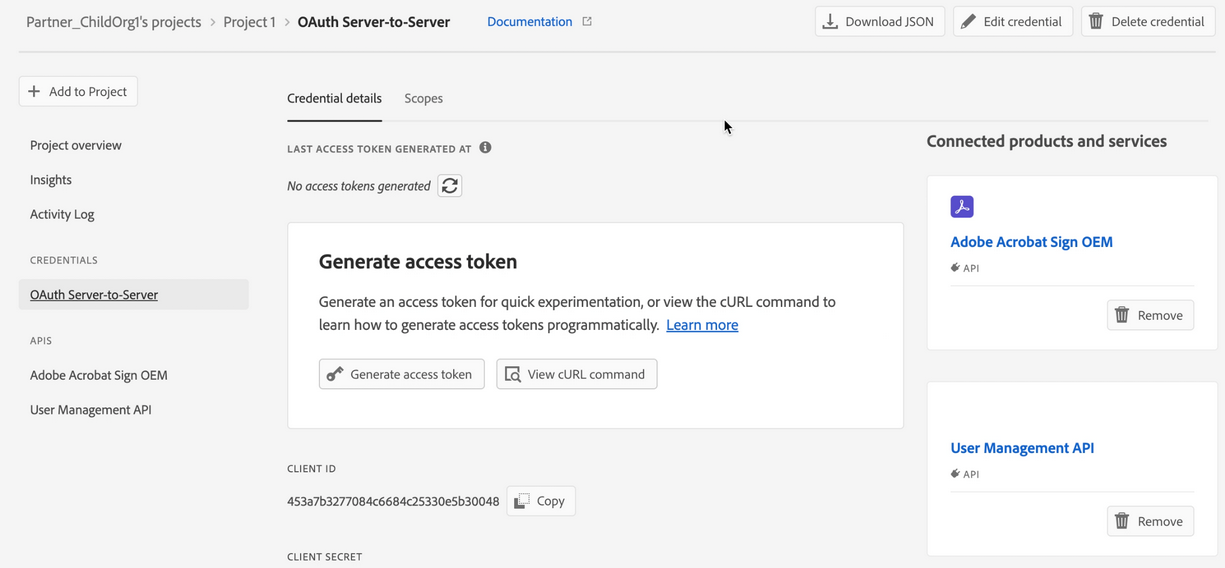 Partner_ChildOrg1's projects > Project 1 > OAuth Server-to-Server Documentation Download JSON Edit credential Delete credential
Add to Project
Project overview
Insights
Activity Log
CREDENTIALS
OAuth Server-to-Server
APIS
Adobe Acrobat Sign OEM
User Management API
Credential details Scopes
LAST ACCESS TOKEN GENERATED AT
No access tokens generated
Generate access token
Generate an access token for quick experimentation, or view the cURL command to
learn how to generate access tokens programmatically. Learn more
Generate access token View cURL command
CLIENT ID
453a7b3277084c6684c25330e5b30048 Copy
CLIENT SECRET
Connected products and services
Adobe Acrobat Sign OEM
API
Remove
User Management API
API
Remove